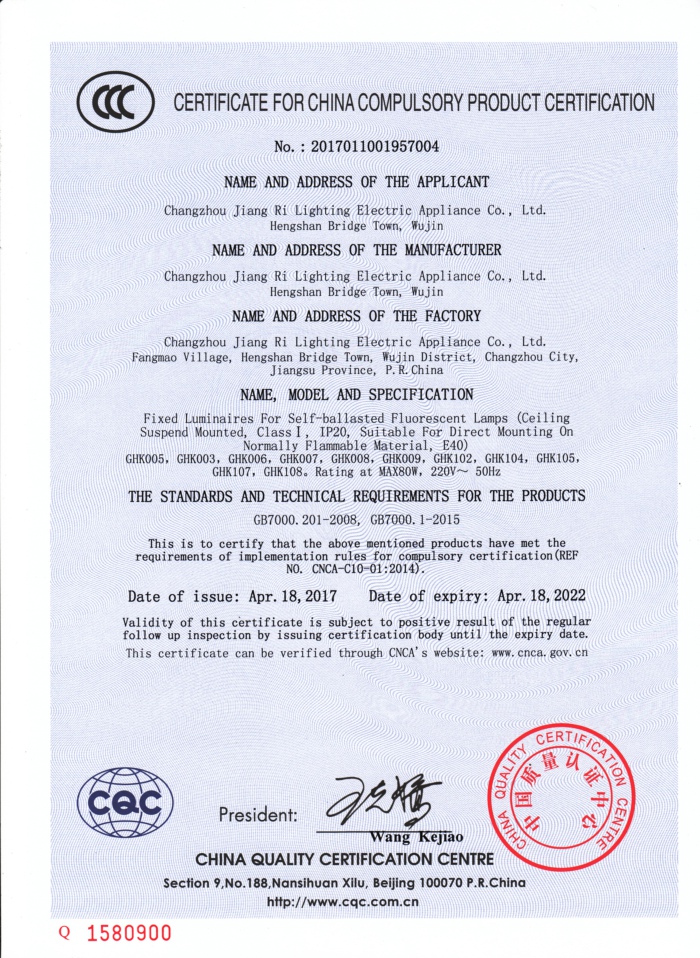 CCC
CERTIFICATE FOR CHINA COMPULSORY PRODUCT CERTIFICATION
No. : 2017011001957004
NAME AND ADDRESS OF THE APPLICANT
Changzhou Jiang Ri Lighting Electric Appliance Co., Ltd.
Hengshan Bridge Town, Wujin
NAME AND ADDRESS OF THE MANUFACTURER
Changzhou Jiang Ri Lighting Electric Appliance Co., Ltd.
Hengshan Bridge Town, Wujin
NAME AND ADDRESS OF THE FACTORY
Changzhou Jiang Ri Lighting Electric Appliance Co., Ltd.
Fangmao Village, Hengshan Bridge Town, Wujin District, Changzhou City,
Jiangsu Province, P.R.China
NAME, MODEL AND SPECIFICATION
Fixed Luminaires For Self-ballasted Fluorescent Lamps (Ceiling
Suspend Mounted, ClassⅠ, IP20, Suitable For Direct Mounting On
Normally Flammable Material, E40)
GHK005, GHK003, GHK006, GHK007, GHK008, GHK009, GHK102, GHK104, GHK105,
GHK107, GHK108。Rating at MAX80W, 220V～ 50Hz
THE STANDARDS AND TECHNICAL REQUIREMENTS FOR THE PRODUCTS
GB7000.201-2008, GB7000.1-2015
This is to certify that the above mentioned products have met the
requirements of implementation rules for compulsory certification(REF
NO. CNCA-C10-01:2014).
Date of issue: Apr.18,2017 Date of expiry: Apr.18,2022
Validity of this certificate is subject to positive result of the regular
follow up inspection by issuing certification body until the expiry date.
This certificate can be verified through CNCA's website: www.cnca.gov.cn
CQC
President:
Wang Kejiao
CHINA QUALITY CERTIFICATION CENTRE
中国质量认证中心
CHINA QUALITY CERTIFICATION CENTRE
Section 9,No.188,Nansihuan Xilu, Beijing 100070 P.R.China
http://www.cqc.com.cn
Q 1580900